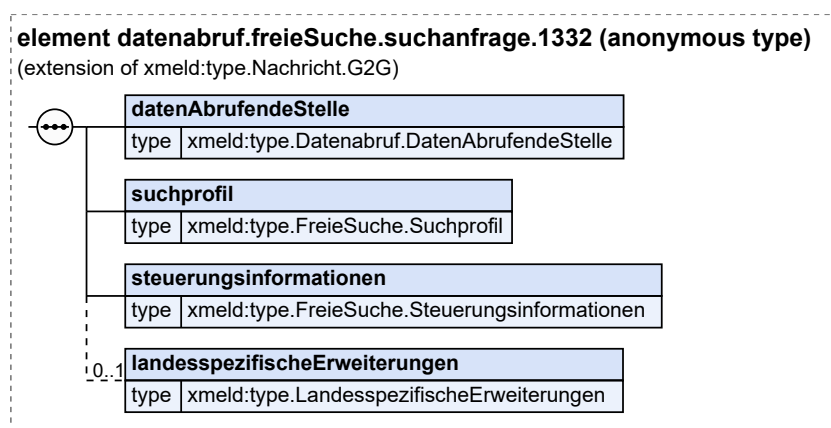 element datenabruf.freieSuche.suchanfrage.1332 (anonymous type)
(extension of xmeld:type.Nachricht.G2G)
datenAbrufendeStelle
type xmeld:type.Datenabruf.DatenAbrufendeStelle
suchprofil
type xmeld:type.FreieSuche.Suchprofil
steuerungsinformationen
type xmeld:type.FreieSuche.Steuerungsinformationen
0..1 landesspezifischeErweiterungen
type xmeld:type.LandesspezifischeErweiterungen